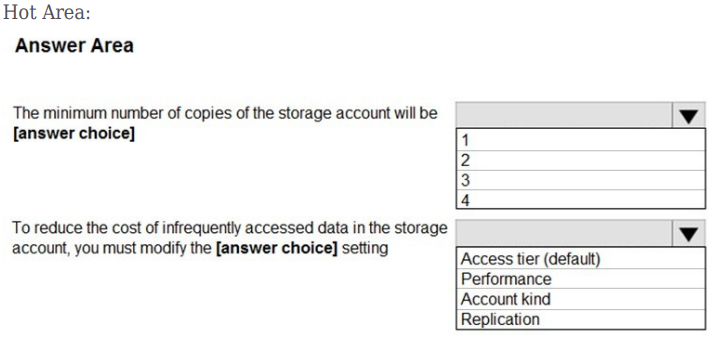 Hot Area:
Answer Area
The minimum number of copies of the storage account will be
[answer choice]
1
2
3
4
To reduce the cost of infrequently accessed data in the storage
account, you must modify the [answer choice] setting
Access tier (default)
Performance
Account kind
Replication